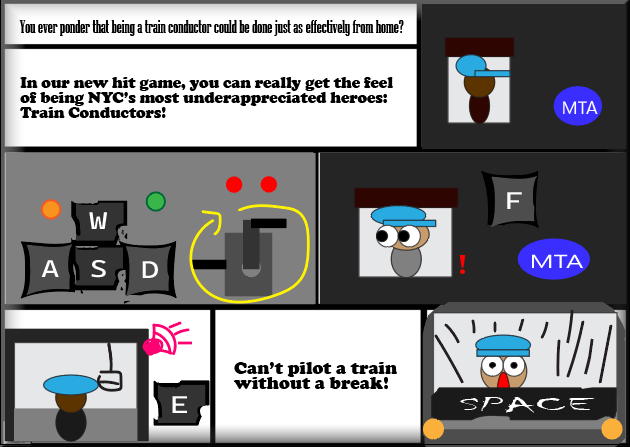 You ever ponder that being a train conductor could be done just as effectively from home?
In our new hit game, you can really get the feel
of being NYC's most underappreciated heroes:
Train Conductors!
MTA
W
A S D
F
!
MTA
E
Can't pilot a train
without a break!
SPACE